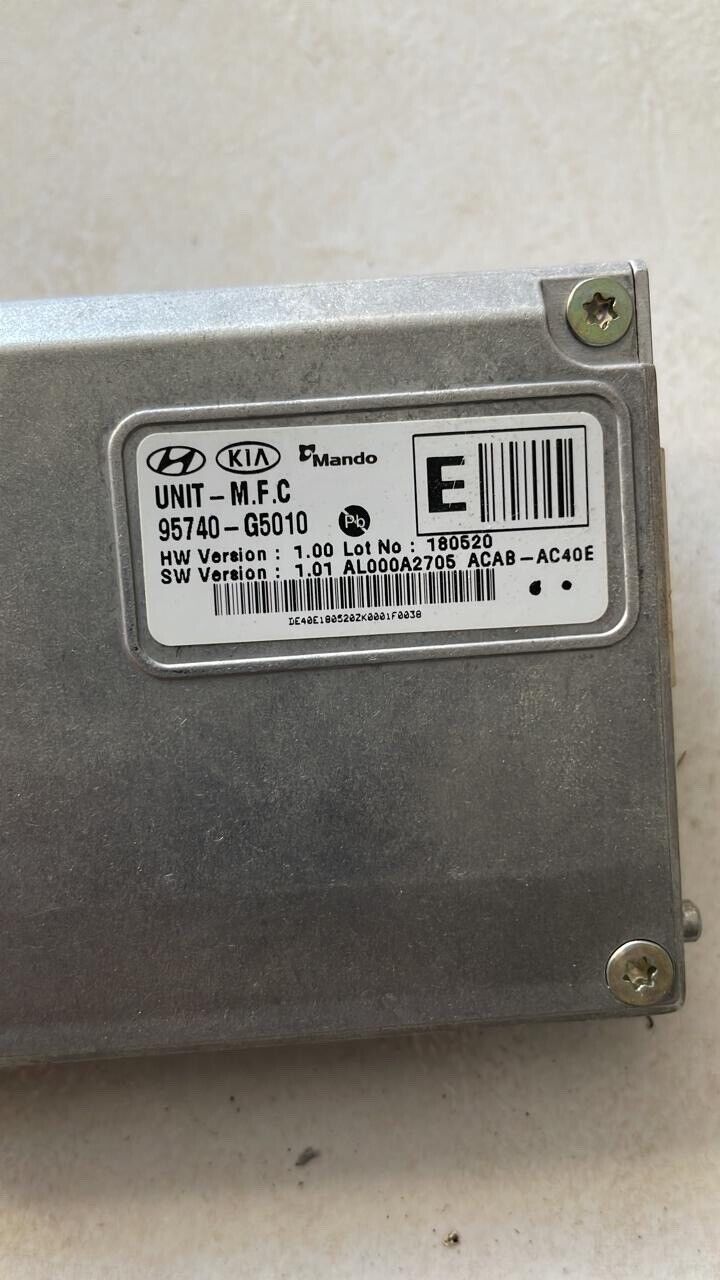 KIA Mando
E
UNIT - M.F.C
95740 - G5010 Pb
HW Version : 1.00 Lot No : 180520
SW Version : 1.01 AL000A2705 ACAB - AC40E
DE40E180520ZK0001F0038